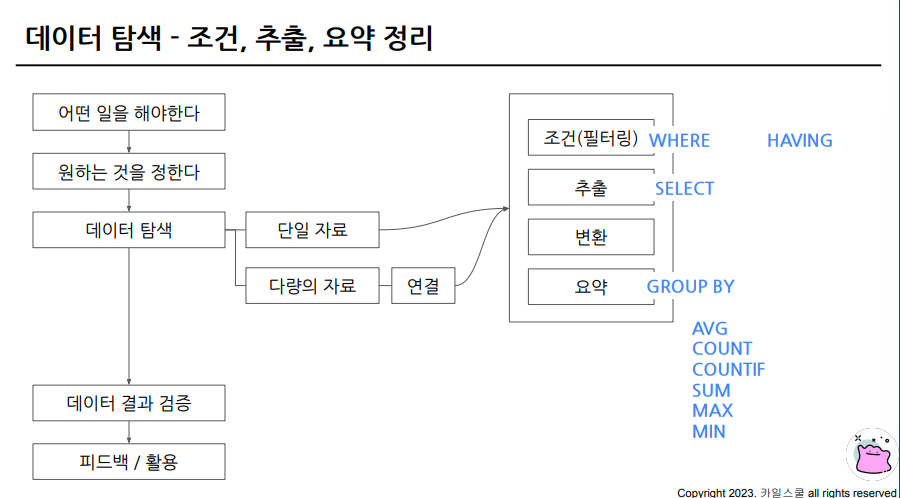 데이터 탐색 - 조건, 추출, 요약 정리
어떤 일을 해야한다
원하는 것을 정한다
데이터 탐색
단일 자료
다량의 자료
연결
조건(필터링)
WHERE
HAVING
추출
SELECT
변환
요약
GROUP BY
AVG
COUNT
COUNTIF
SUM
MAX
MIN
데이터 결과 검증
피드백 / 활용
Copyright 2023. 카일스쿨 all rights reserved